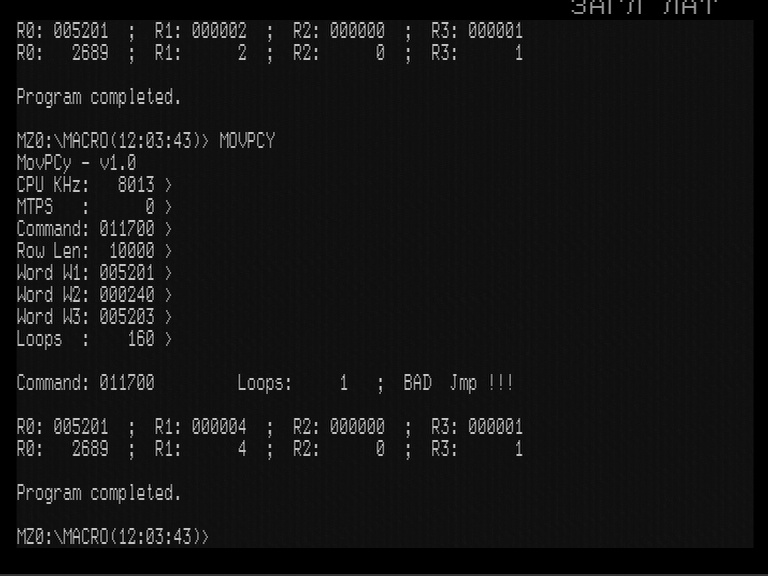 ЗАГЛ ЛАТ
R0: 005201  ;  R1: 000002  ;  R2: 000000  ;  R3: 000001
R0:   2689  ;  R1:      2  ;  R2:      0  ;  R3:      1
Program completed.
MZ0:\MACRO(12:03:43)> MOVPCY
MovPCy - v1.0
CPU KHz:   8013 >
MTPS   :      0 >
Command: 011700 >
Row Len:  10000 >
Word W1: 005201 >
Word W2: 000240 >
Word W3: 005203 >
Loops  :    160 >
Command: 011700         Loops:     1   ;  BAD  Jmp !!!
R0: 005201  ;  R1: 000004  ;  R2: 000000  ;  R3: 000001
R0:   2689  ;  R1:      4  ;  R2:      0  ;  R3:      1
Program completed.
MZ0:\MACRO(12:03:43)>